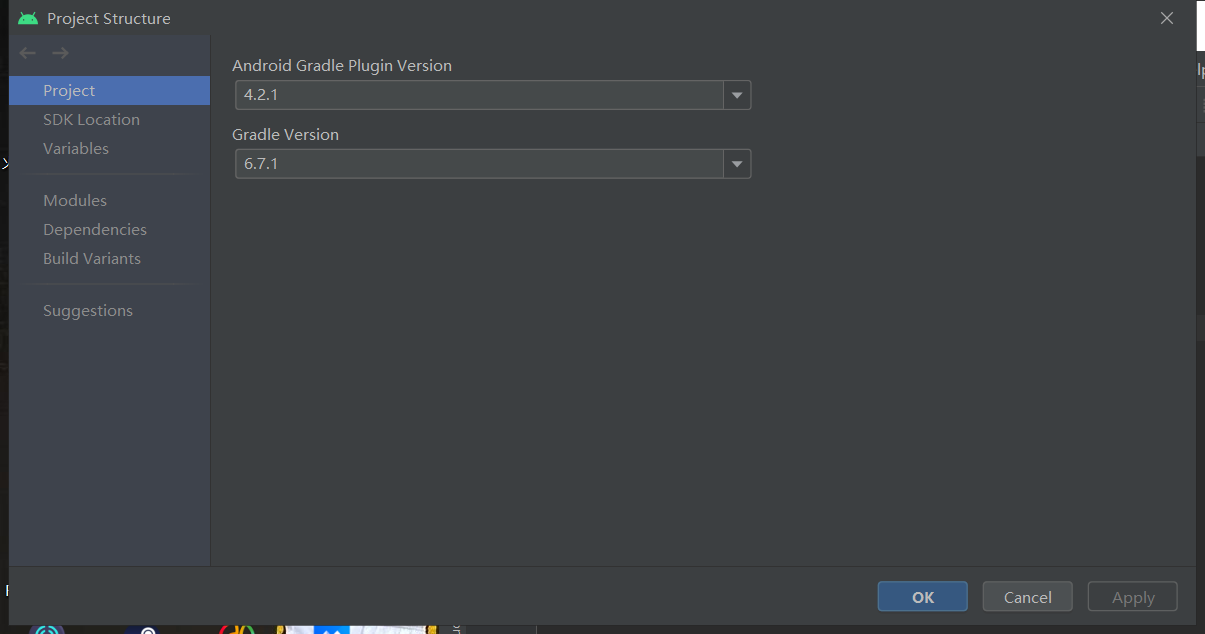 Project Structure
Project
SDK Location
Variables
Modules
Dependencies
Build Variants
Suggestions
Android Gradle Plugin Version
4.2.1
Gradle Version
6.7.1
OK
Cancel
Apply